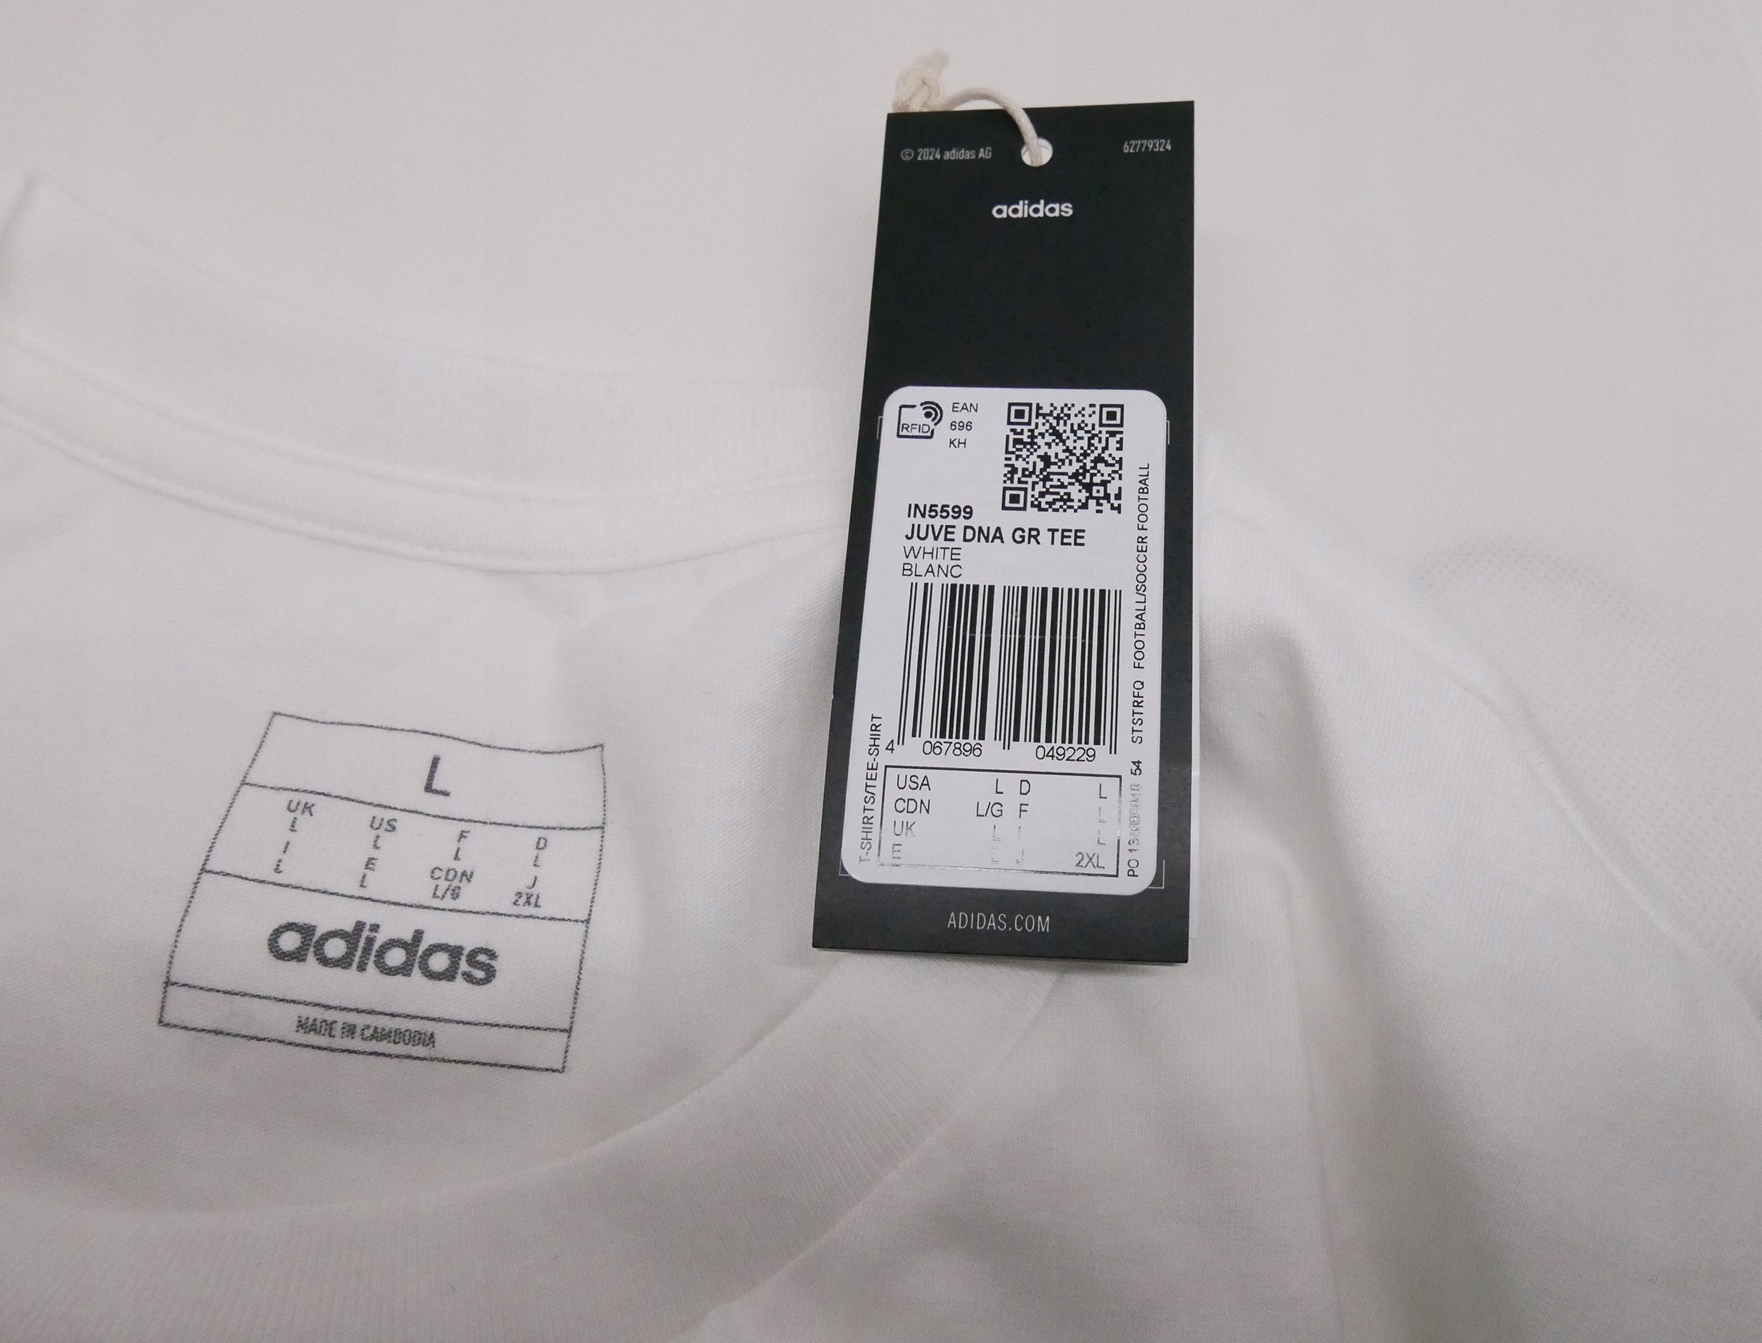 © 2024 adidas AG
62779324
adidas
RFID
EAN
696
KH
IN5599
JUVE DNA GR TEE
WHITE
BLANC
4 067896 049229
USA L D L
CDN L/G F
UK
2XL
T-SHIRTS/TEE-SHIRT
54 STSTRFQ FOOTBALL/SOCCER FOOTBALL
ADIDAS.COM
L
UK US F D
L L L L
I E CDN J
L L L/G 2XL
adidas
MADE IN CAMBODIA